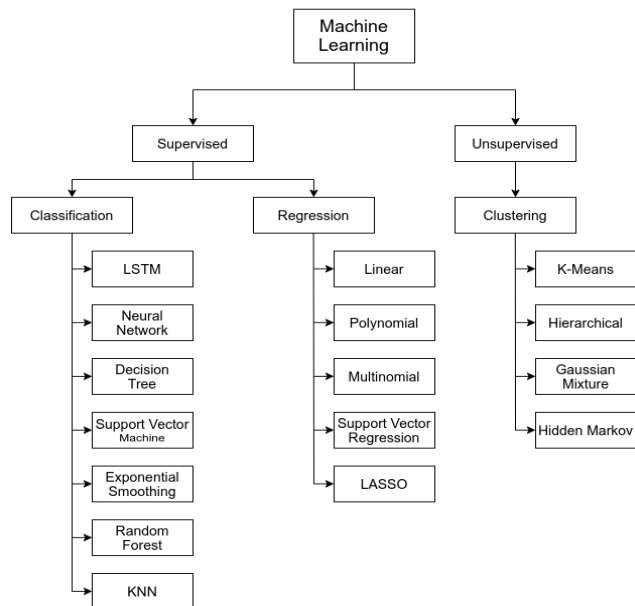 Machine
Learning
Supervised
Unsupervised
Classification
Regression
Clustering
LSTM
Neural
Network
Decision
Tree
Support Vector
Machine
Exponential
Smoothing
Random
Forest
KNN
Linear
Polynomial
Multinomial
Support Vector
Regression
LASSO
K-Means
Hierarchical
Gaussian
Mixture
Hidden Markov